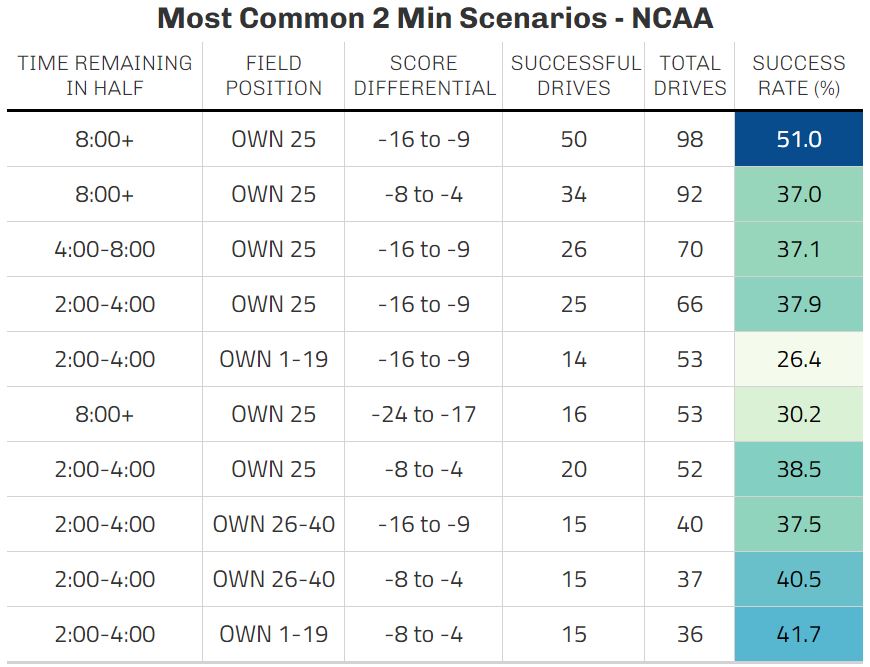 Most Common 2 Min Scenarios - NCAA
TIME REMAINING IN HALF FIELD POSITION SCORE DIFFERENTIAL SUCCESSFUL DRIVES TOTAL DRIVES SUCCESS RATE (%)
8:00+ OWN 25 -16 to -9 50 98 51.0
8:00+ OWN 25 -8 to -4 34 92 37.0
4:00-8:00 OWN 25 -16 to -9 26 70 37.1
2:00-4:00 OWN 25 -16 to -9 25 66 37.9
2:00-4:00 OWN 1-19 -16 to -9 14 53 26.4
8:00+ OWN 25 -24 to -17 16 53 30.2
2:00-4:00 OWN 25 -8 to -4 20 52 38.5
2:00-4:00 OWN 26-40 -16 to -9 15 40 37.5
2:00-4:00 OWN 26-40 -8 to -4 15 37 40.5
2:00-4:00 OWN 1-19 -8 to -4 15 36 41.7